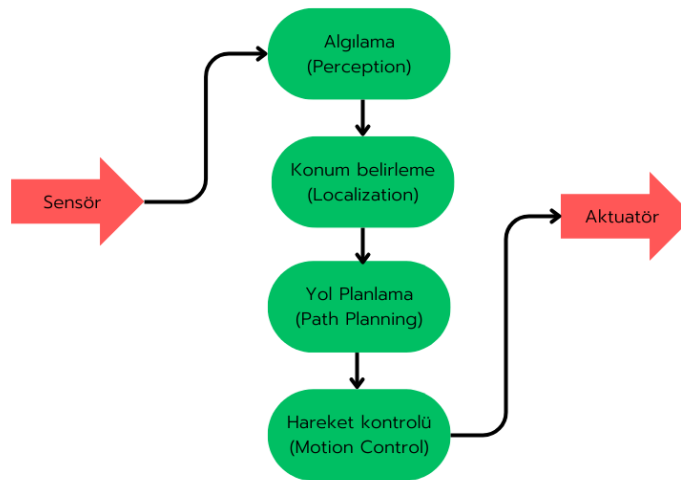 Algılama
(Perception)
Konum belirleme
(Localization)
Sensör
Aktuatör
Yol Planlama
(Path Planning)
Hareket kontrolü
(Motion Control)